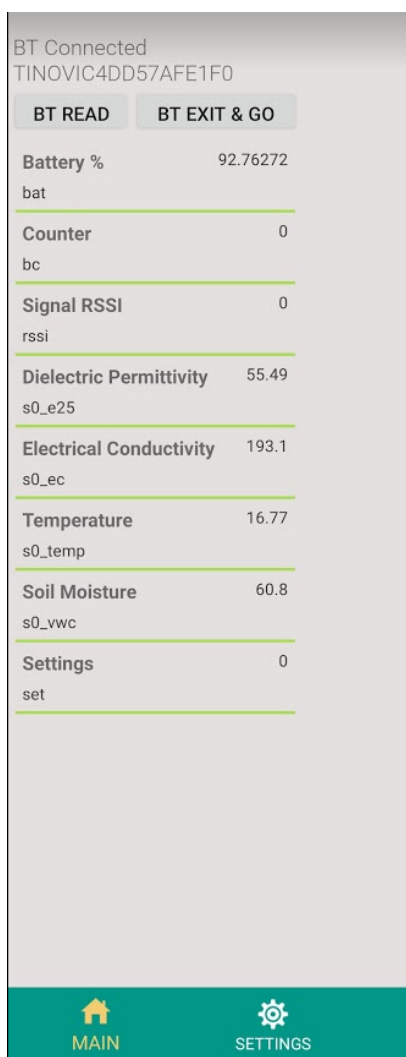 BT Connected
TINOVIC4DD57AFE1F0
BT READ BT EXIT & GO
Battery % 92.76272
bat
Counter 0
bc
Signal RSSI 0
rssi
Dielectric Permittivity 55.49
s0_e25
Electrical Conductivity 193.1
s0_ec
Temperature 16.77
s0_temp
Soil Moisture 60.8
s0_vwc
Settings 0
set
MAIN SETTINGS